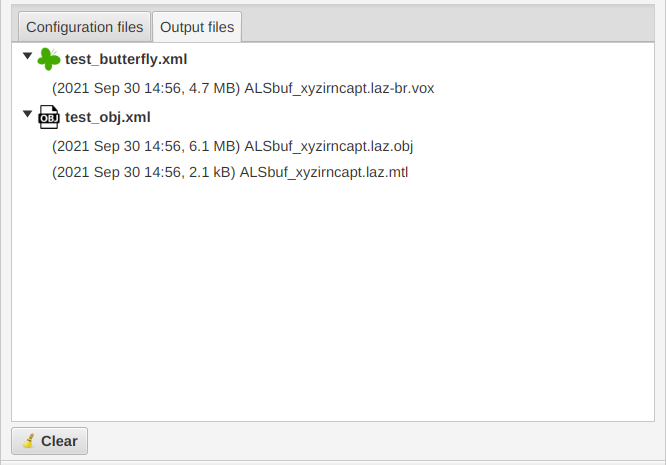 Configuration files
Output files
test_butterfly.xml
(2021 Sep 30 14:56, 4.7 MB) ALSbuf_xyzirncapt.laz-br.vox
OBJ
test_obj.xml
(2021 Sep 30 14:56, 6.1 MB) ALSbuf_xyzirncapt.laz.obj
(2021 Sep 30 14:56, 2.1 kB) ALSbuf_xyzirncapt.laz.mtl
Clear